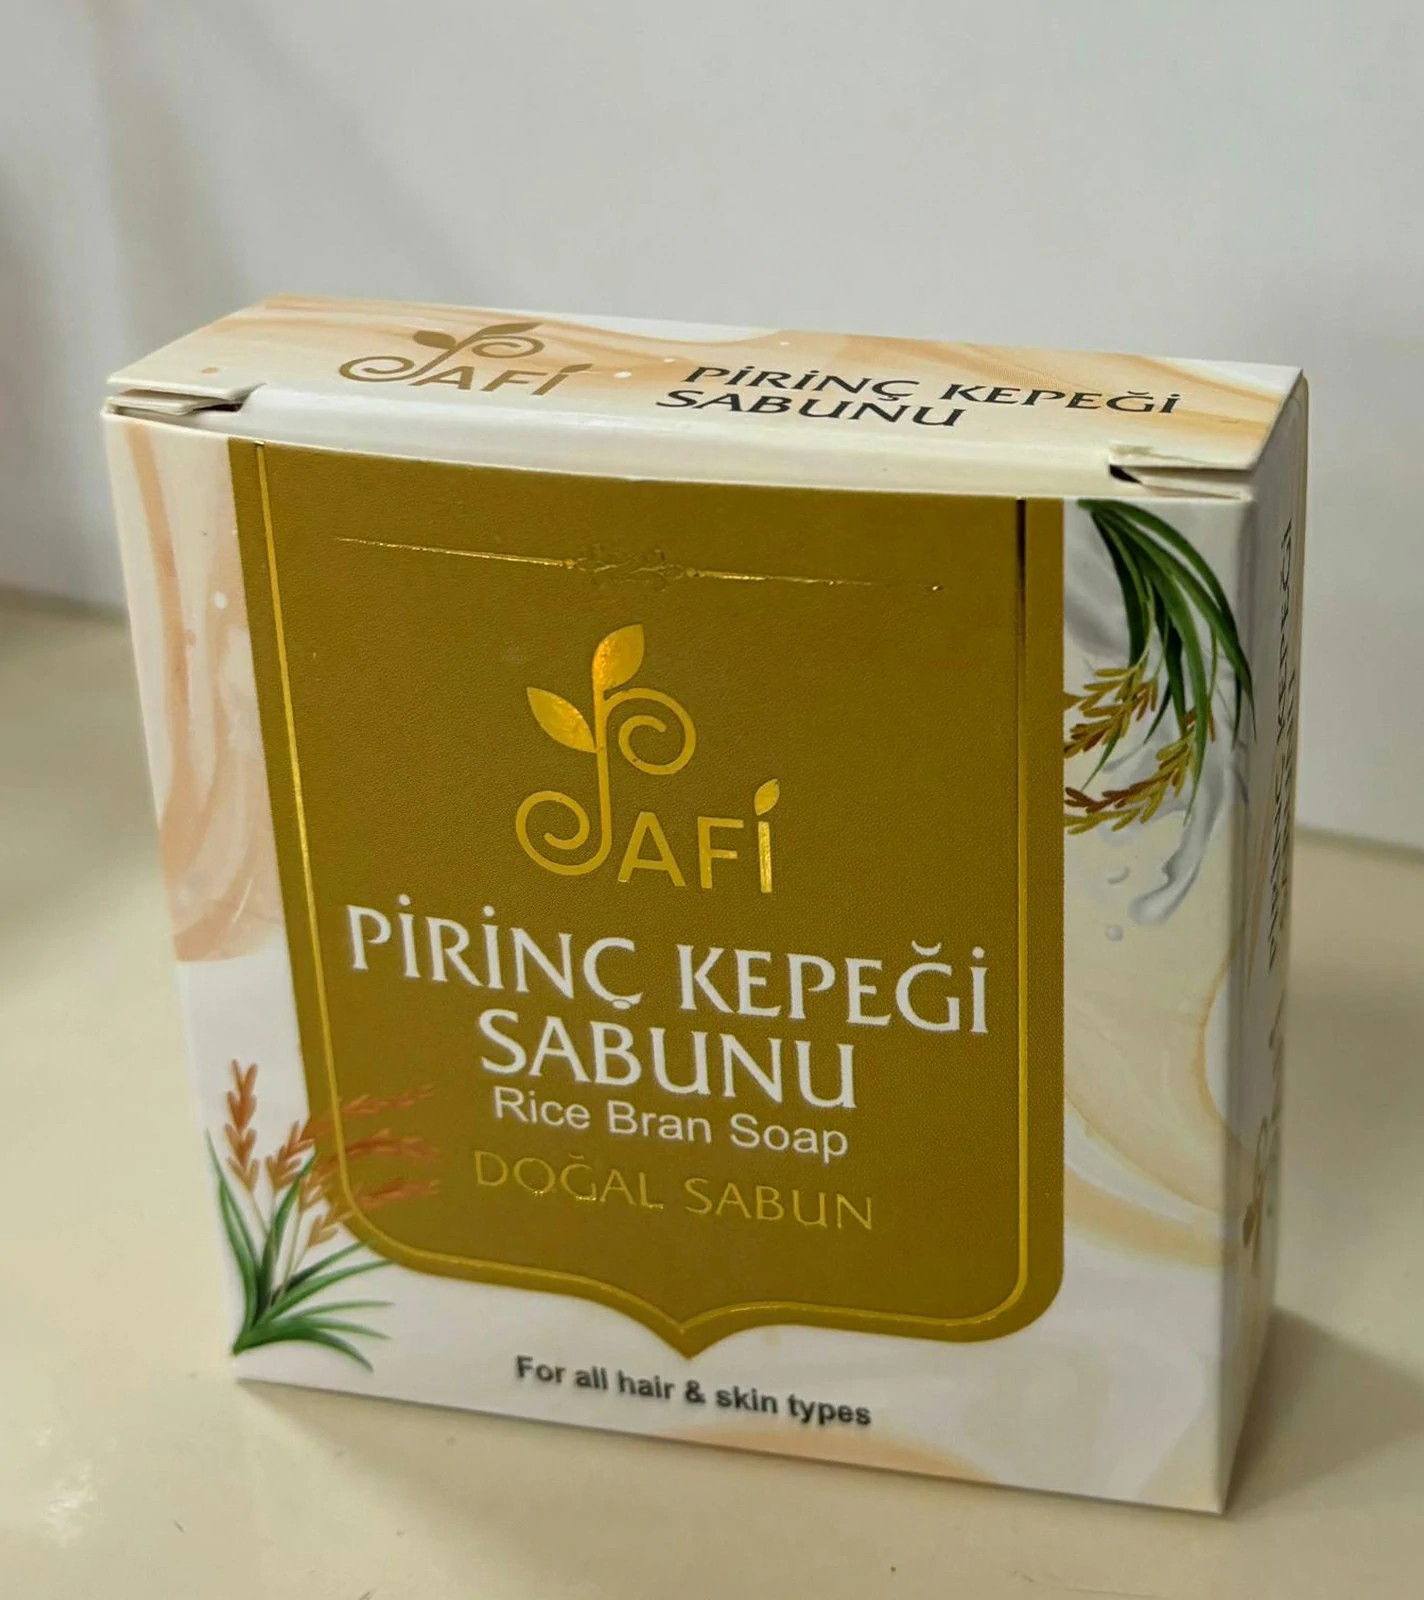 ŞAFİ
PİRİNÇ KEPEĞİ
SABUNU
SAFİ
PİRİNÇ KEPEĞİ
SABUNU
Rice Bran Soap
DOĞAL SABUN
For all hair & skin types